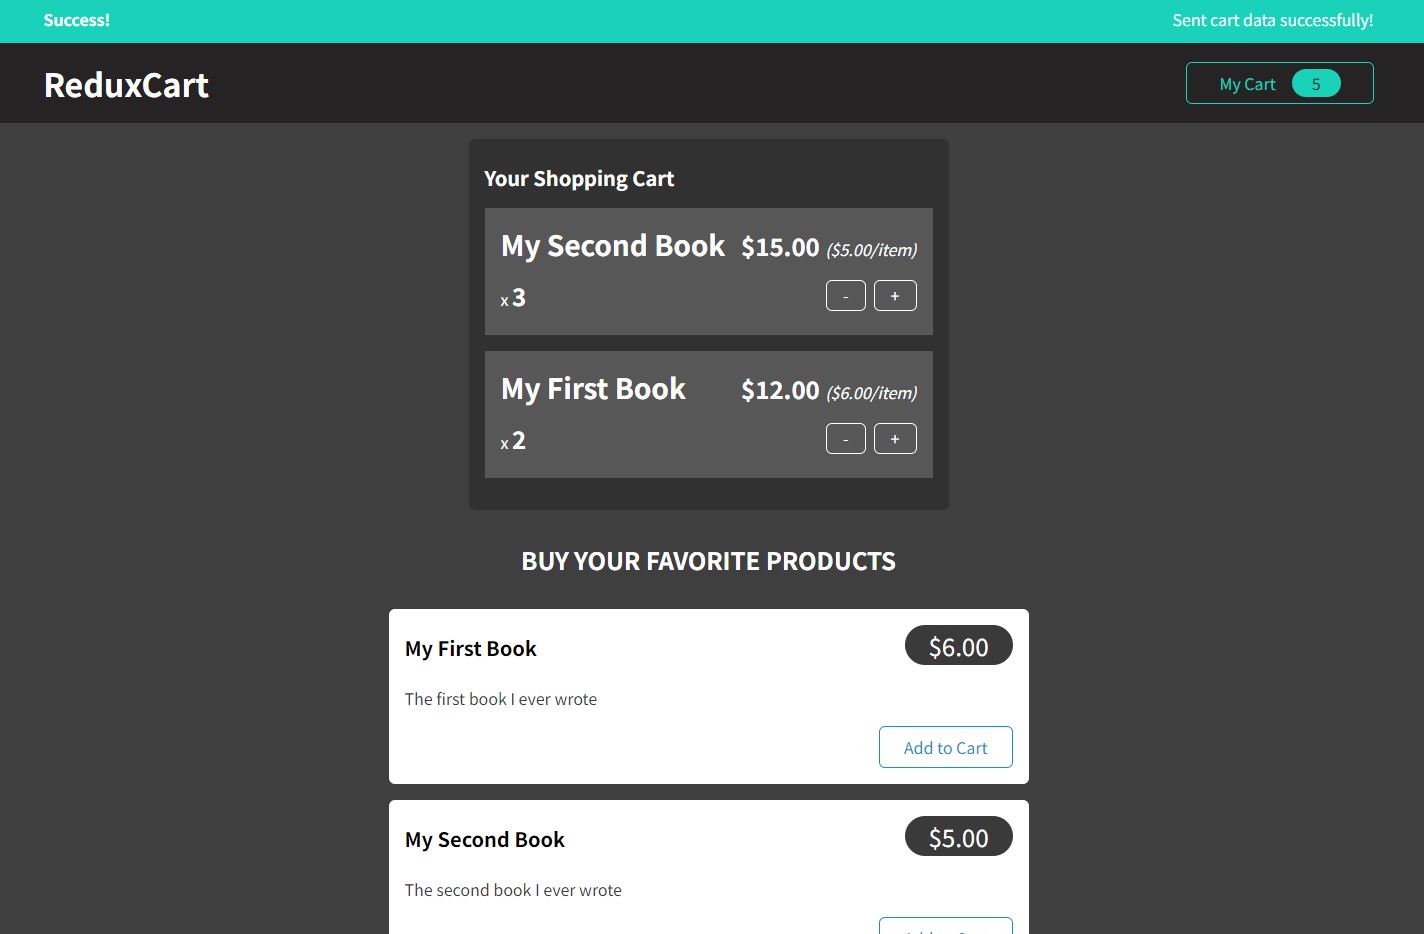 Success! Sent cart data successfully!
ReduxCart My Cart 5
Your Shopping Cart
My Second Book $15.00 ($5.00/item)
x 3 - +
My First Book $12.00 ($6.00/item)
x 2 - +
BUY YOUR FAVORITE PRODUCTS
My First Book $6.00
The first book I ever wrote
Add to Cart
My Second Book $5.00
The second book I ever wrote